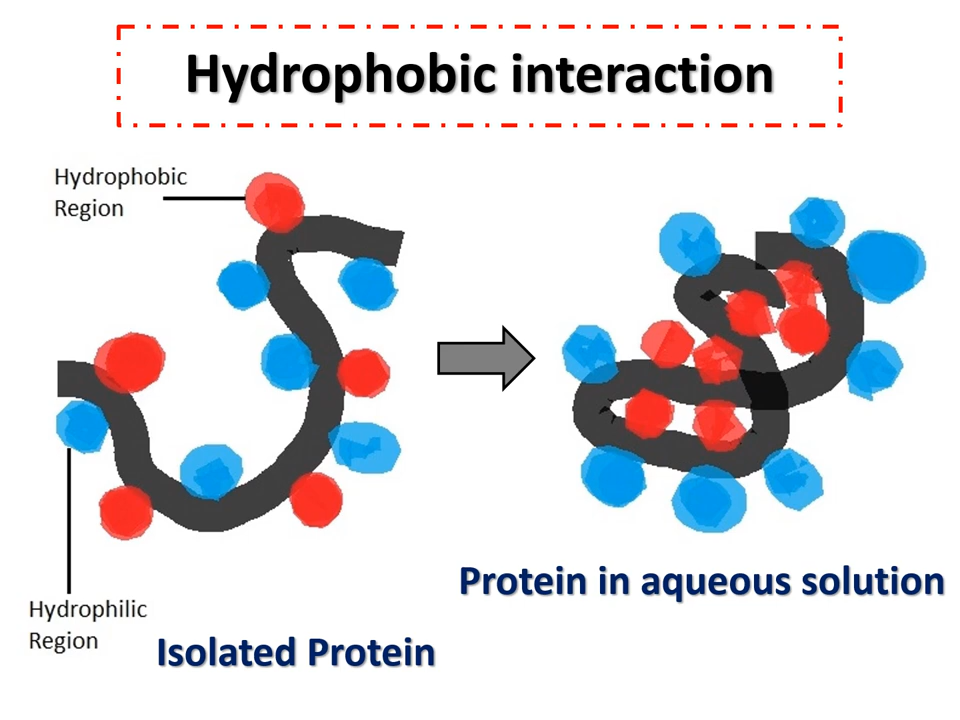 Hydrophobic interaction
Hydrophobic
Region
Protein in aqueous solution
Hydrophilic
Region
Isolated Protein